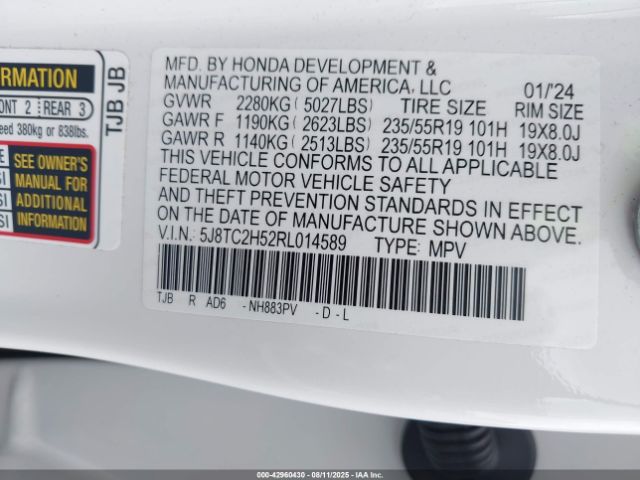 ORMATION
ONT 2 REAR 3
eed 380kg or 838lbs.
SEE OWNER'S
MANUAL FOR
ADDITIONAL
INFORMATION
TJB JB
MFD. BY HONDA DEVELOPMENT &
MANUFACTURING OF AMERICA, LLC 01/'24
GVWR 2280KG ( 5027LBS) TIRE SIZE RIM SIZE
GAWR F 1190KG ( 2623LBS) 235/55R19 101H 19X8.0J
GAWR R 1140KG ( 2513LBS) 235/55R19 101H 19X8.0J
THIS VEHICLE CONFORMS TO ALL APPLICABLE
FEDERAL MOTOR VEHICLE SAFETY
AND THEFT PREVENTION STANDARDS IN EFFECT
ON THE DATE OF MANUFACTURE SHOWN ABOVE.
V.I.N.: 5J8TC2H52RL014589 TYPE: MPV
TJB R AD6 -NH883PV -D-L
000-42960430 - 08/11/2025 - IAAI.COM